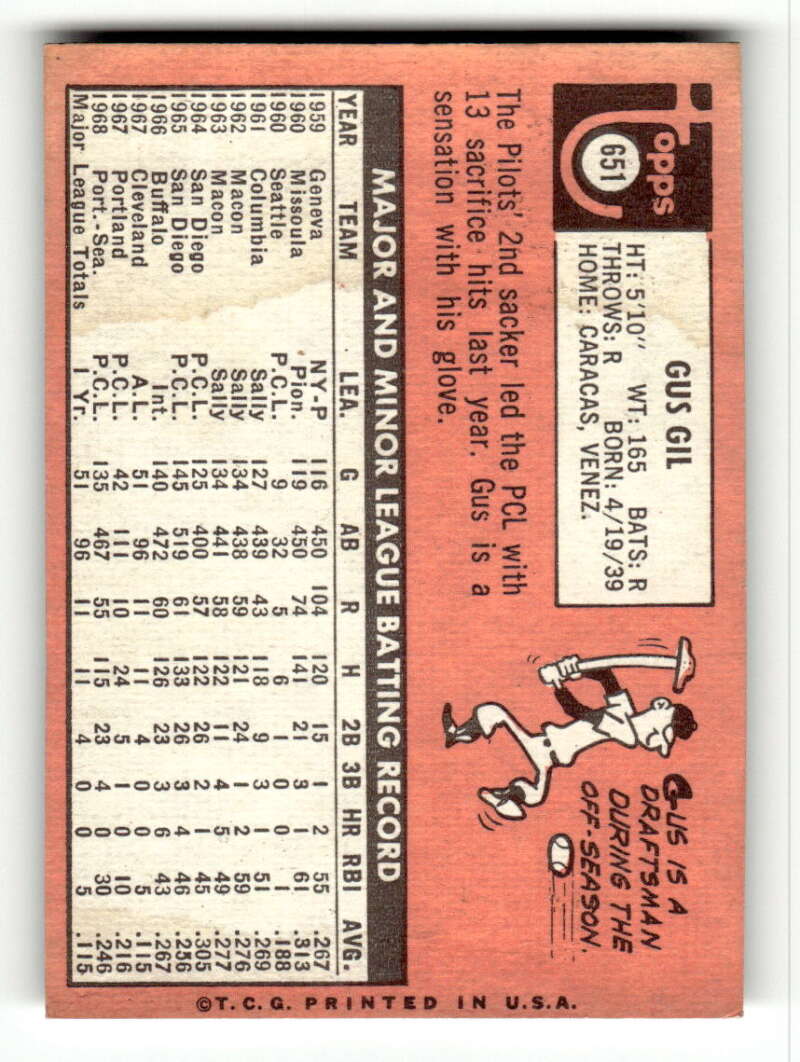 Topps
651
GUS GIL
HT: 5'10" WT: 165 BATS: R
THROWS: R BORN: 4/19/39
HOME: CARACAS, VENEZ.
The Pilots' 2nd sacker led the PCL with
13 sacrifice hits last year. Gus is a
sensation with his glove.
GUS IS A
DRAFTSMAN
DURING THE
OFF-SEASON.
MAJOR AND MINOR LEAGUE BATTING RECORD
YEAR TEAM LEA. G AB R H 2B 3B HR RBI AVG.
1959 Geneva NY-P 116 450 104 120 15 1 2 55 .267
1960 Missoula Pion. 119 450 74 141 21 3 1 61 .313
1960 Seattle P.C.L. 9 32 5 6 1 0 0 1 .188
1961 Columbia Sally 127 439 43 118 9 3 1 51 .269
1962 Macon Sally 134 438 59 121 24 1 2 59 .276
1963 Macon Sally 134 441 58 122 11 4 5 49 .277
1964 San Diego P.C.L. 125 400 57 122 26 2 1 45 .305
1965 San Diego P.C.L. 145 519 61 133 26 3 4 46 .256
1966 Buffalo Int. 140 472 60 126 23 3 6 43 .267
1967 Cleveland A.L. 51 96 11 11 4 0 0 5 .115
1967 Portland P.C.L. 42 111 10 24 5 1 0 10 .216
1968 Port.-Sea. P.C.L. 135 467 55 115 23 4 0 30 .246
Major League Totals 1 Yr. 51 96 11 11 4 0 0 5 .115
©T.C.G. PRINTED IN U.S.A.